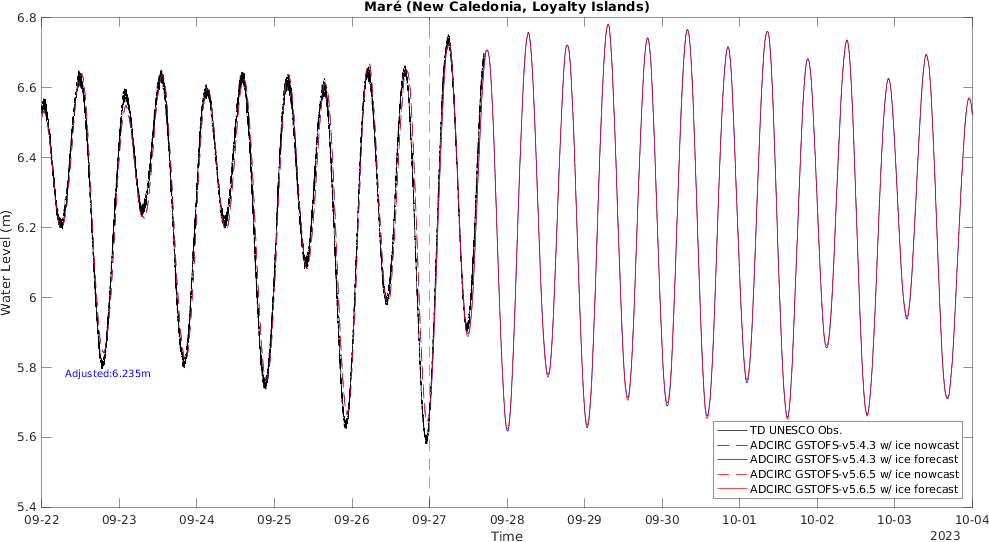 Maré (New Caledonia, Loyalty Islands)
6.8
6.6
6.4
6.2
6
5.8
5.6
5.4
Water Level (m)
Adjusted:6.235m
TD UNESCO Obs.
ADCIRC GSTOFS-v5.4.3 w/ ice nowcast
ADCIRC GSTOFS-v5.4.3 w/ ice forecast
ADCIRC GSTOFS-v5.6.5 w/ ice nowcast
ADCIRC GSTOFS-v5.6.5 w/ ice forecast
09-22 09-23 09-24 09-25 09-26 09-27 09-28 09-29 09-30 10-01 10-02 10-03 10-04
Time
2023